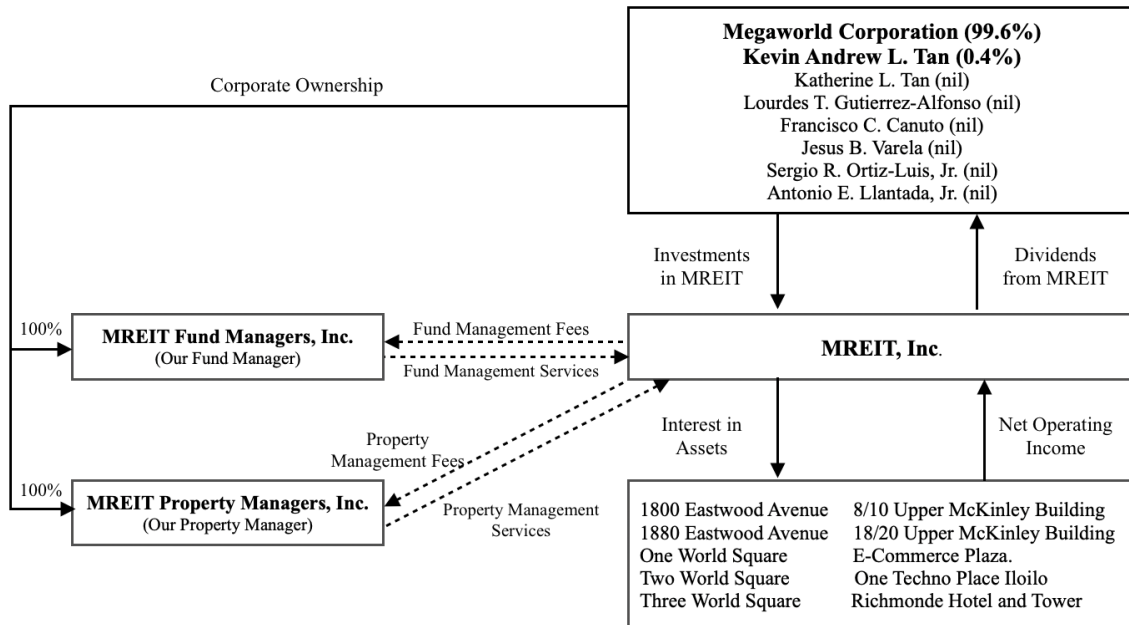 Megaworld Corporation (99.6%)
Kevin Andrew L. Tan (0.4%)
Katherine L. Tan (nil)
Lourdes T. Gutierrez-Alfonso (nil)
Francisco C. Canuto (nil)
Jesus B. Varela (nil)
Sergio R. Ortiz-Luis, Jr. (nil)
Antonio E. Llantada, Jr. (nil)
Corporate Ownership
Investments
in MREIT
Dividends
from MREIT
100%
MREIT Fund Managers, Inc.
(Our Fund Manager)
Fund Management Fees
Fund Management Services
MREIT, Inc.
Property
Management Fees
Interest in
Assets
Net Operating
Income
100%
MREIT Property Managers, Inc.
(Our Property Manager)
Property Management
Services
1800 Eastwood Avenue 8/10 Upper McKinley Building
1880 Eastwood Avenue 18/20 Upper McKinley Building
One World Square E-Commerce Plaza.
Two World Square One Techno Place Iloilo
Three World Square Richmonde Hotel and Tower